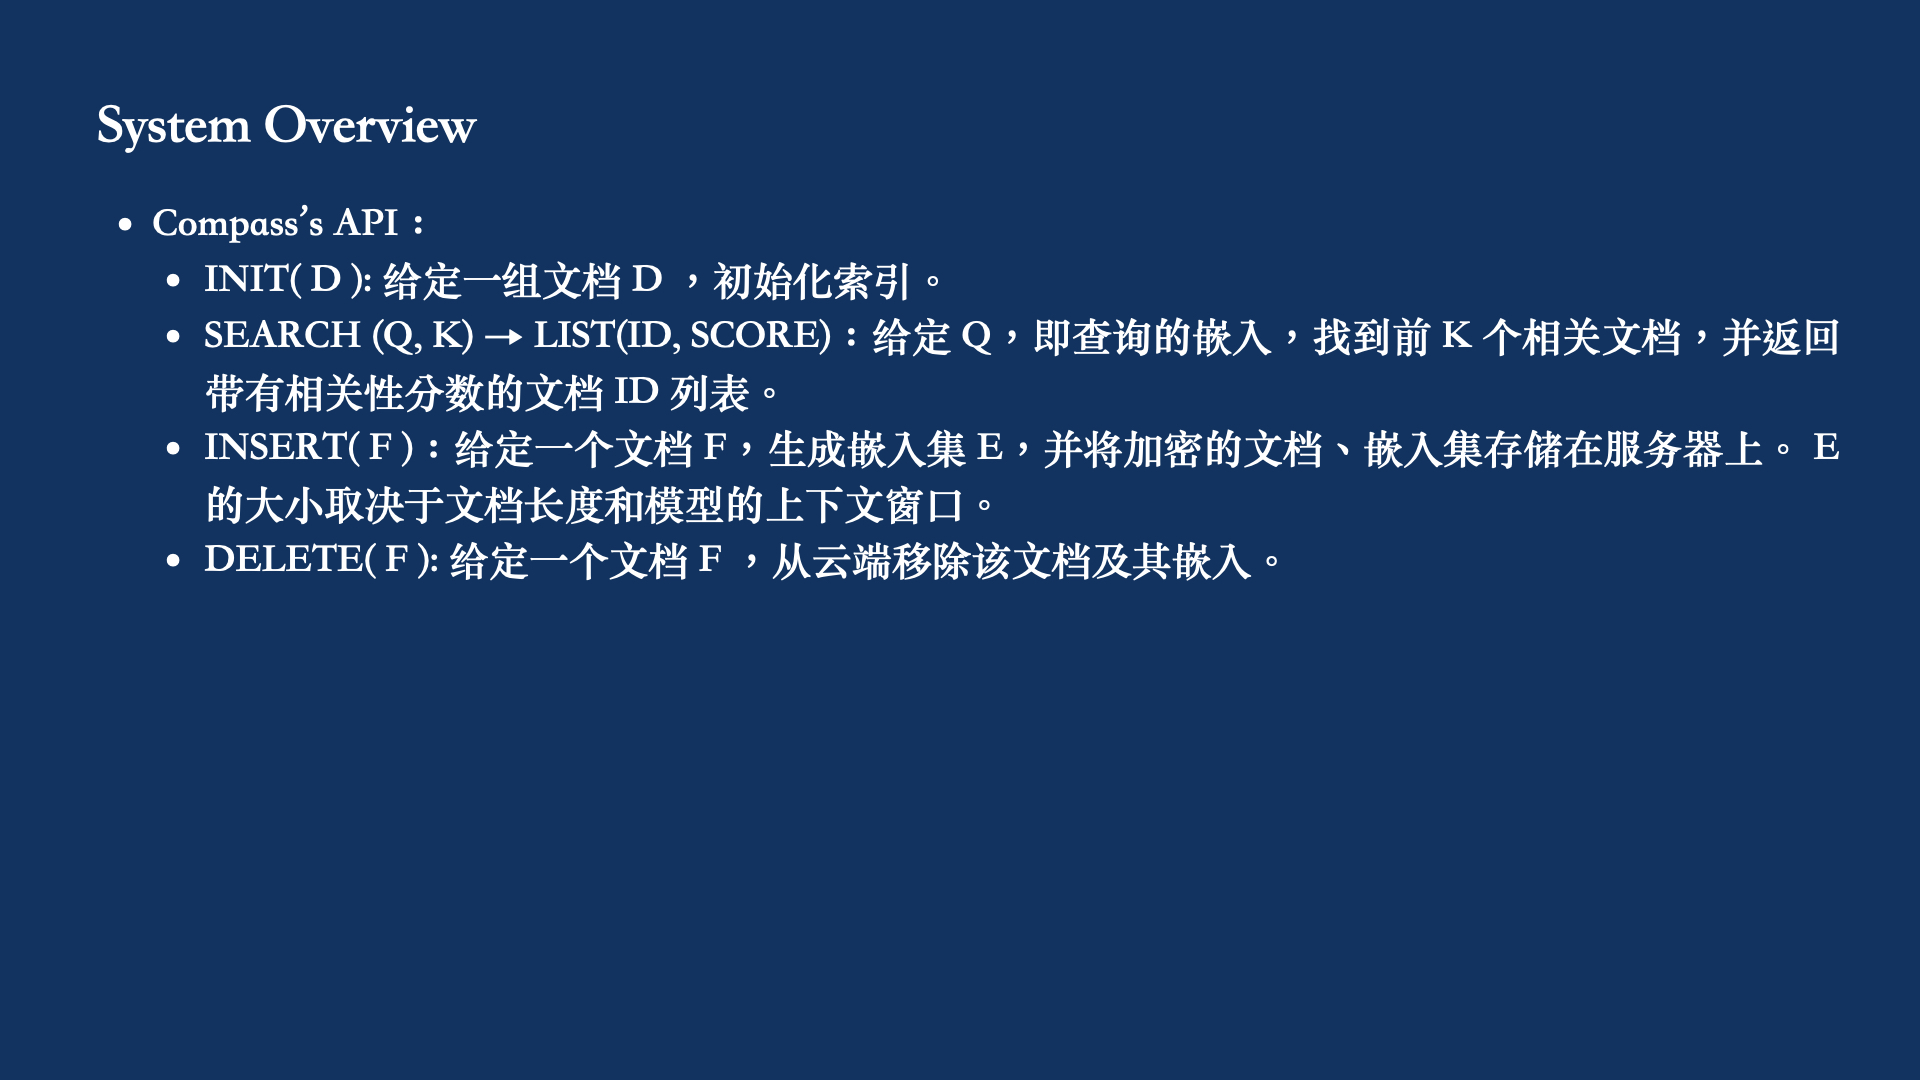 System Overview
Compass’s API：
INIT( D ): 给定一组文档 D ，初始化索引。
SEARCH (Q, K) → LIST(ID, SCORE)：给定 Q，即查询的嵌入，找到前 K 个相关文档，并返回
带有相关性分数的文档 ID 列表。
INSERT( F )：给定一个文档 F，生成嵌入集 E，并将加密的文档、嵌入集存储在服务器上。 E
的大小取决于文档长度和模型的上下文窗口。
DELETE( F ): 给定一个文档 F ，从云端移除该文档及其嵌入。